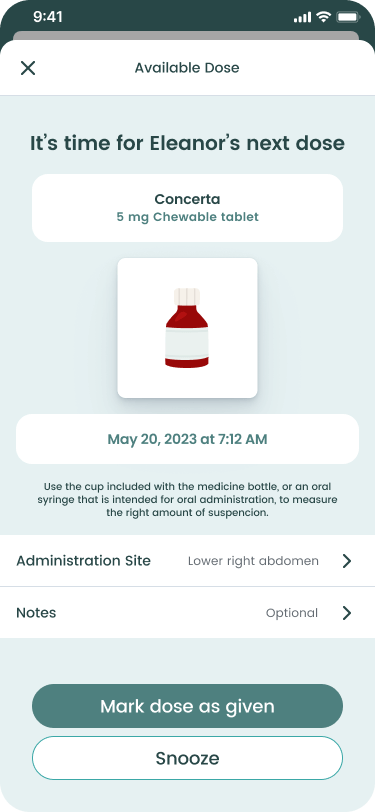 9:41
Available Dose
It’s time for Eleanor’s next dose
Concerta
5 mg Chewable tablet
May 20, 2023 at 7:12 AM
Use the cup included with the medicine bottle, or an oral
syringe that is intended for oral administration, to measure
the right amount of suspencion.
Administration Site Lower right abdomen
Notes Optional
Mark dose as given
Snooze